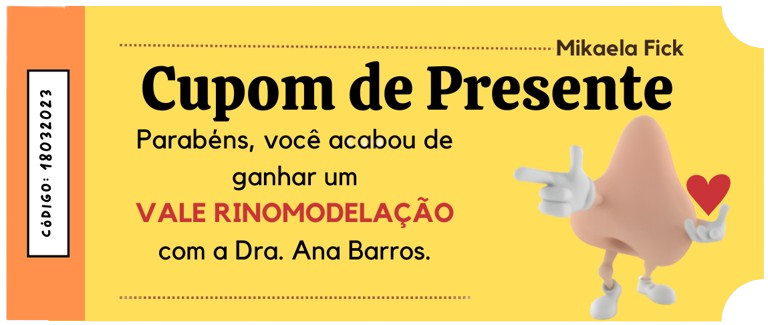 CóDIGO: 18032023
Mikaela Fick
Cupom de Presente
Parabéns, você acabou de
ganhar um
VALE RINOMODELAÇÃO
com a Dra. Ana Barros.